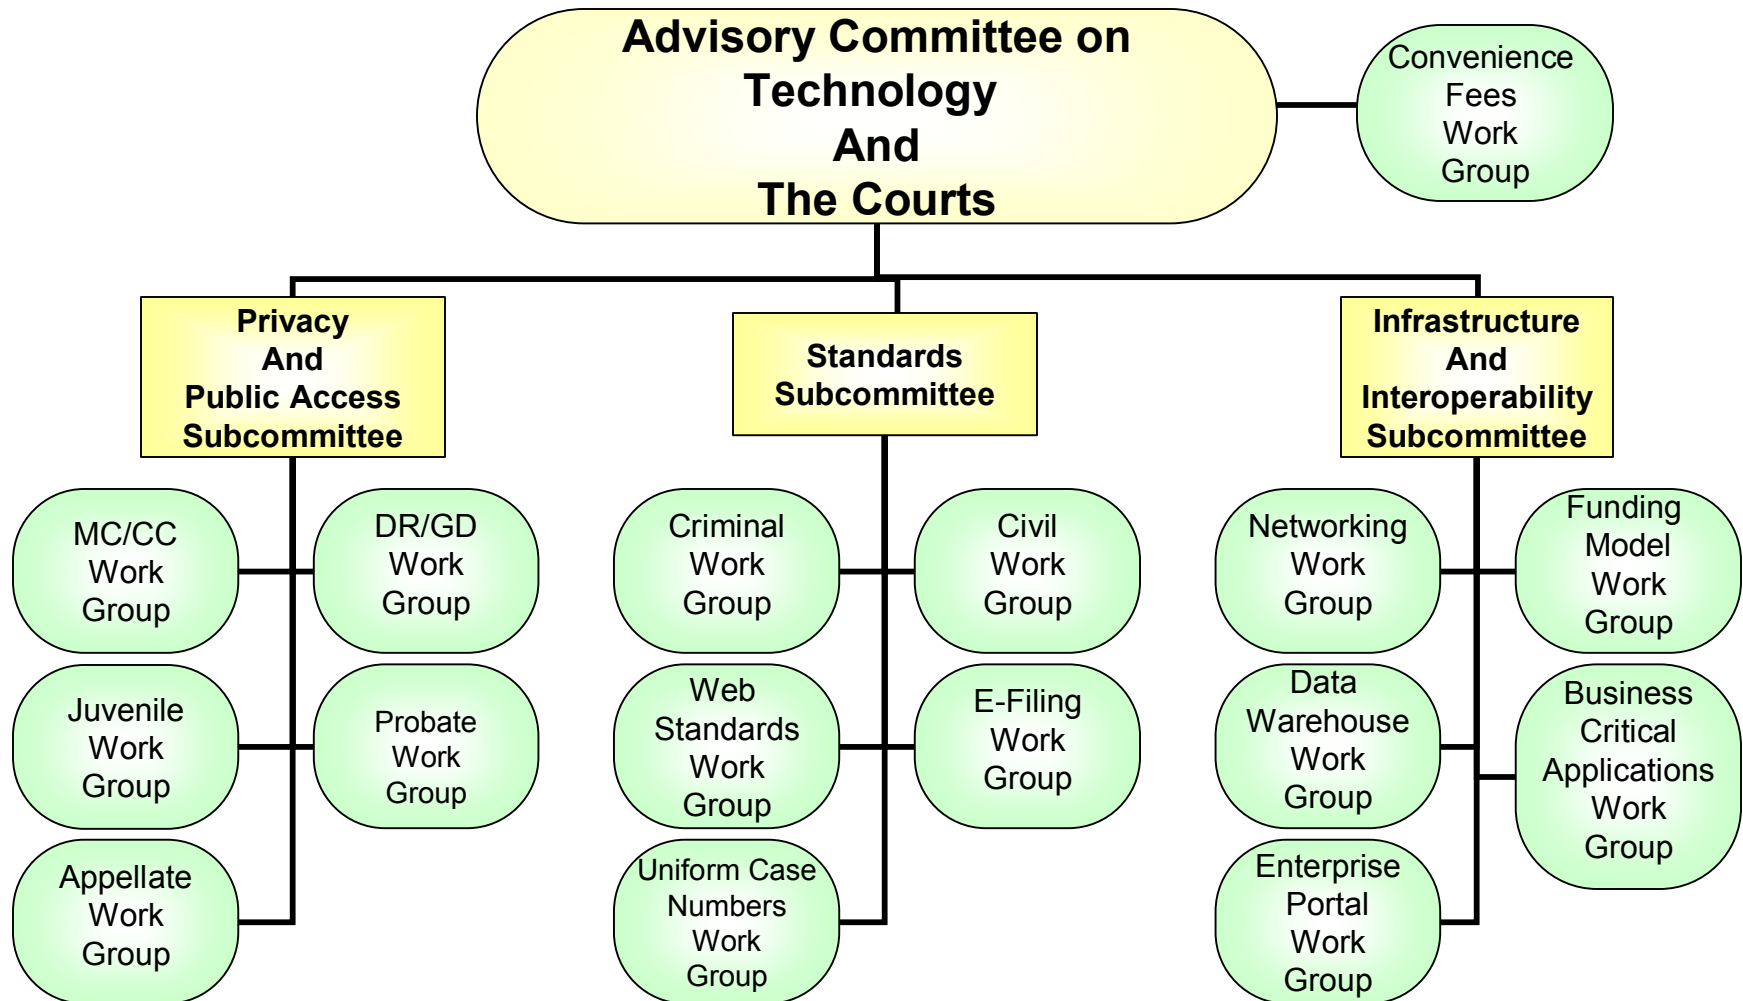 Advisory Committee on
Technology
And
The Courts
Convenience
Fees
Work
Group
Privacy
And
Public Access
Subcommittee
Standards
Subcommittee
Infrastructure
And
Interoperability
Subcommittee
MC/CC
Work
Group
DR/GD
Work
Group
Juvenile
Work
Group
Probate
Work
Group
Appellate
Work
Group
Criminal
Work
Group
Civil
Work
Group
Web
Standards
Work
Group
E-Filing
Work
Group
Uniform Case
Numbers
Work
Group
Networking
Work
Group
Funding
Model
Work
Group
Data
Warehouse
Work
Group
Business
Critical
Applications
Work
Group
Enterprise
Portal
Work
Group